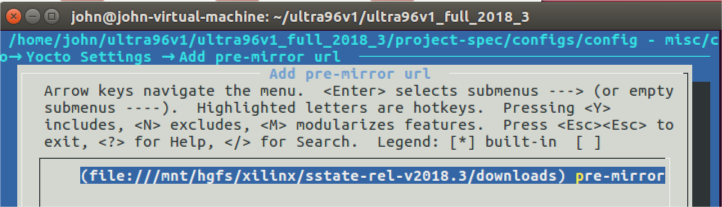 john@john-virtual-machine: ~/ultra96v1/ultra96v1_full_2018_3
/home/john/ultra96v1/ultra96v1_full_2018_3/project-spec/configs/config - misc/c
o→Yocto Settings →Add pre-mirror url
Add pre-mirror url
Arrow keys navigate the menu. <Enter> selects submenus ---> (or empty
submenus ----). Highlighted letters are hotkeys. Pressing <Y>
includes, <N> excludes, <M> modularizes features. Press <Esc><Esc> to
exit, <?> for Help, </> for Search. Legend: [*] built-in [ ]
(file:///mnt/hgfs/xilinx/sstate-rel-v2018.3/downloads) pre-mirror